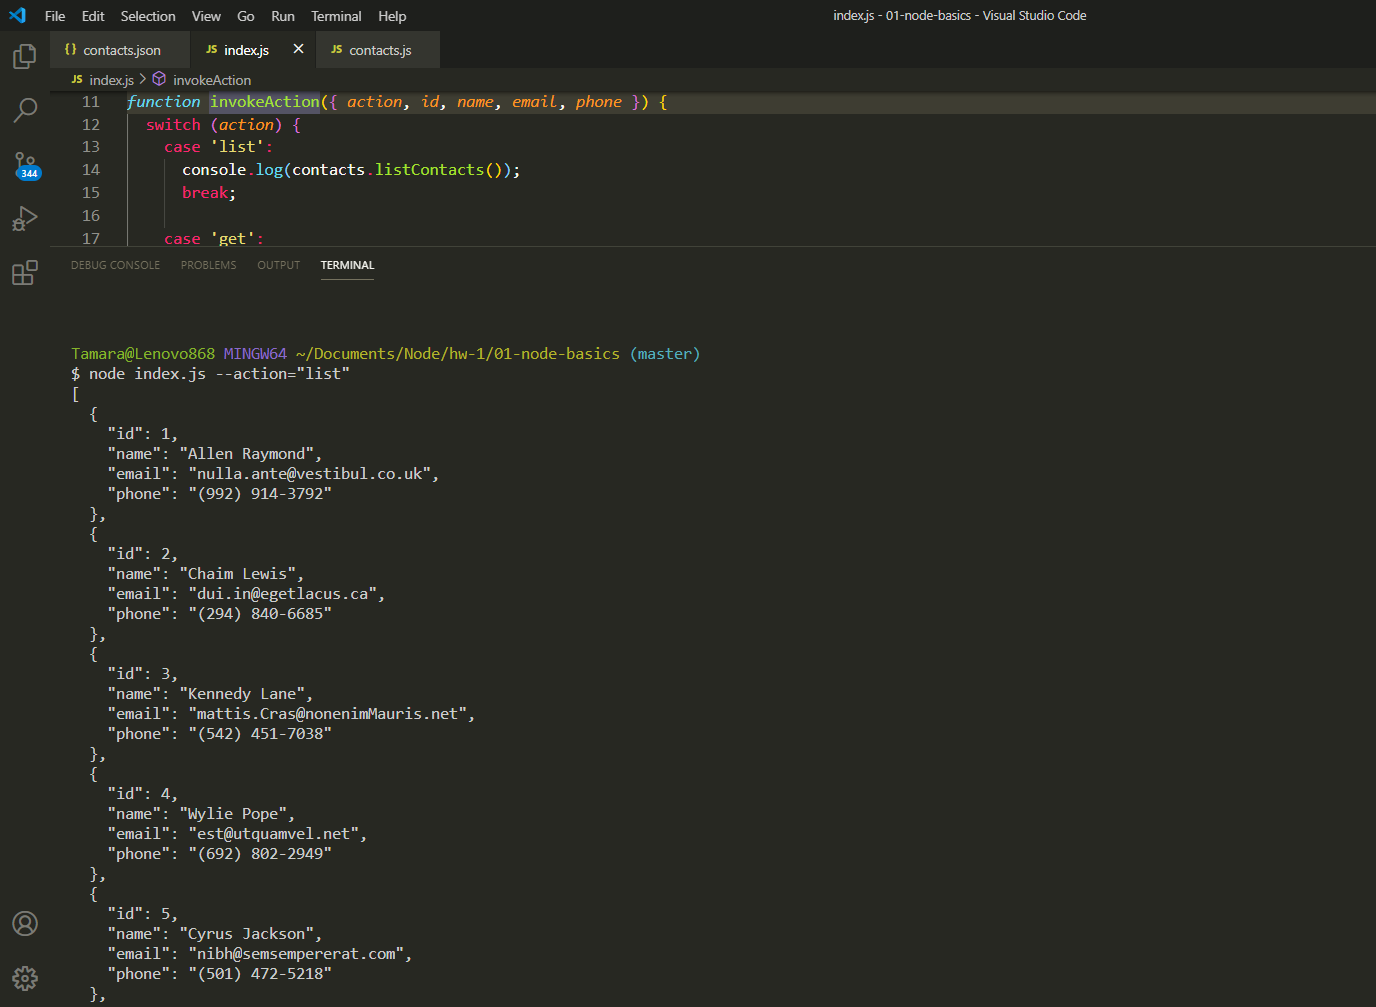 File Edit Selection View Go Run Terminal Help index.js - 01-node-basics - Visual Studio Code
{} contacts.json JS index.js × JS contacts.js
JS index.js > invokeAction
11 function invokeAction({ action, id, name, email, phone }) {
12 switch (action) {
13 case 'list':
14 console.log(contacts.listContacts());
15 break;
16
17 case 'get':
344
DEBUG CONSOLE PROBLEMS OUTPUT TERMINAL
Tamara@Lenovo868 MINGW64 ~/Documents/Node/hw-1/01-node-basics (master)
$ node index.js --action="list"
[
{
"id": 1,
"name": "Allen Raymond",
"email": "nulla.ante@vestibul.co.uk",
"phone": "(992) 914-3792"
},
{
"id": 2,
"name": "Chaim Lewis",
"email": "dui.in@egetlacus.ca",
"phone": "(294) 840-6685"
},
{
"id": 3,
"name": "Kennedy Lane",
"email": "mattis.Cras@nonenimMauris.net",
"phone": "(542) 451-7038"
},
{
"id": 4,
"name": "Wylie Pope",
"email": "est@utquamvel.net",
"phone": "(692) 802-2949"
},
{
"id": 5,
"name": "Cyrus Jackson",
"email": "nibh@semsempererat.com",
"phone": "(501) 472-5218"
},